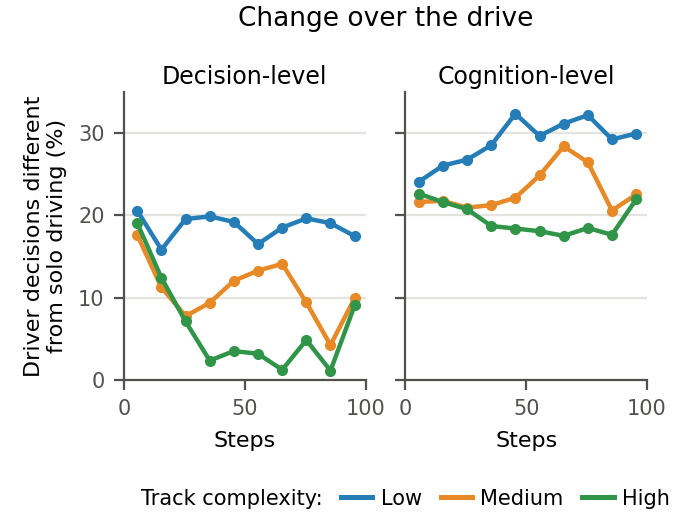 Change over the drive
Decision-level
Cognition-level
Driver decisions different
from solo driving (%)
30
20
10
0
0
50
100
0
50
100
Steps
Steps
Track complexity:
Low
Medium
High